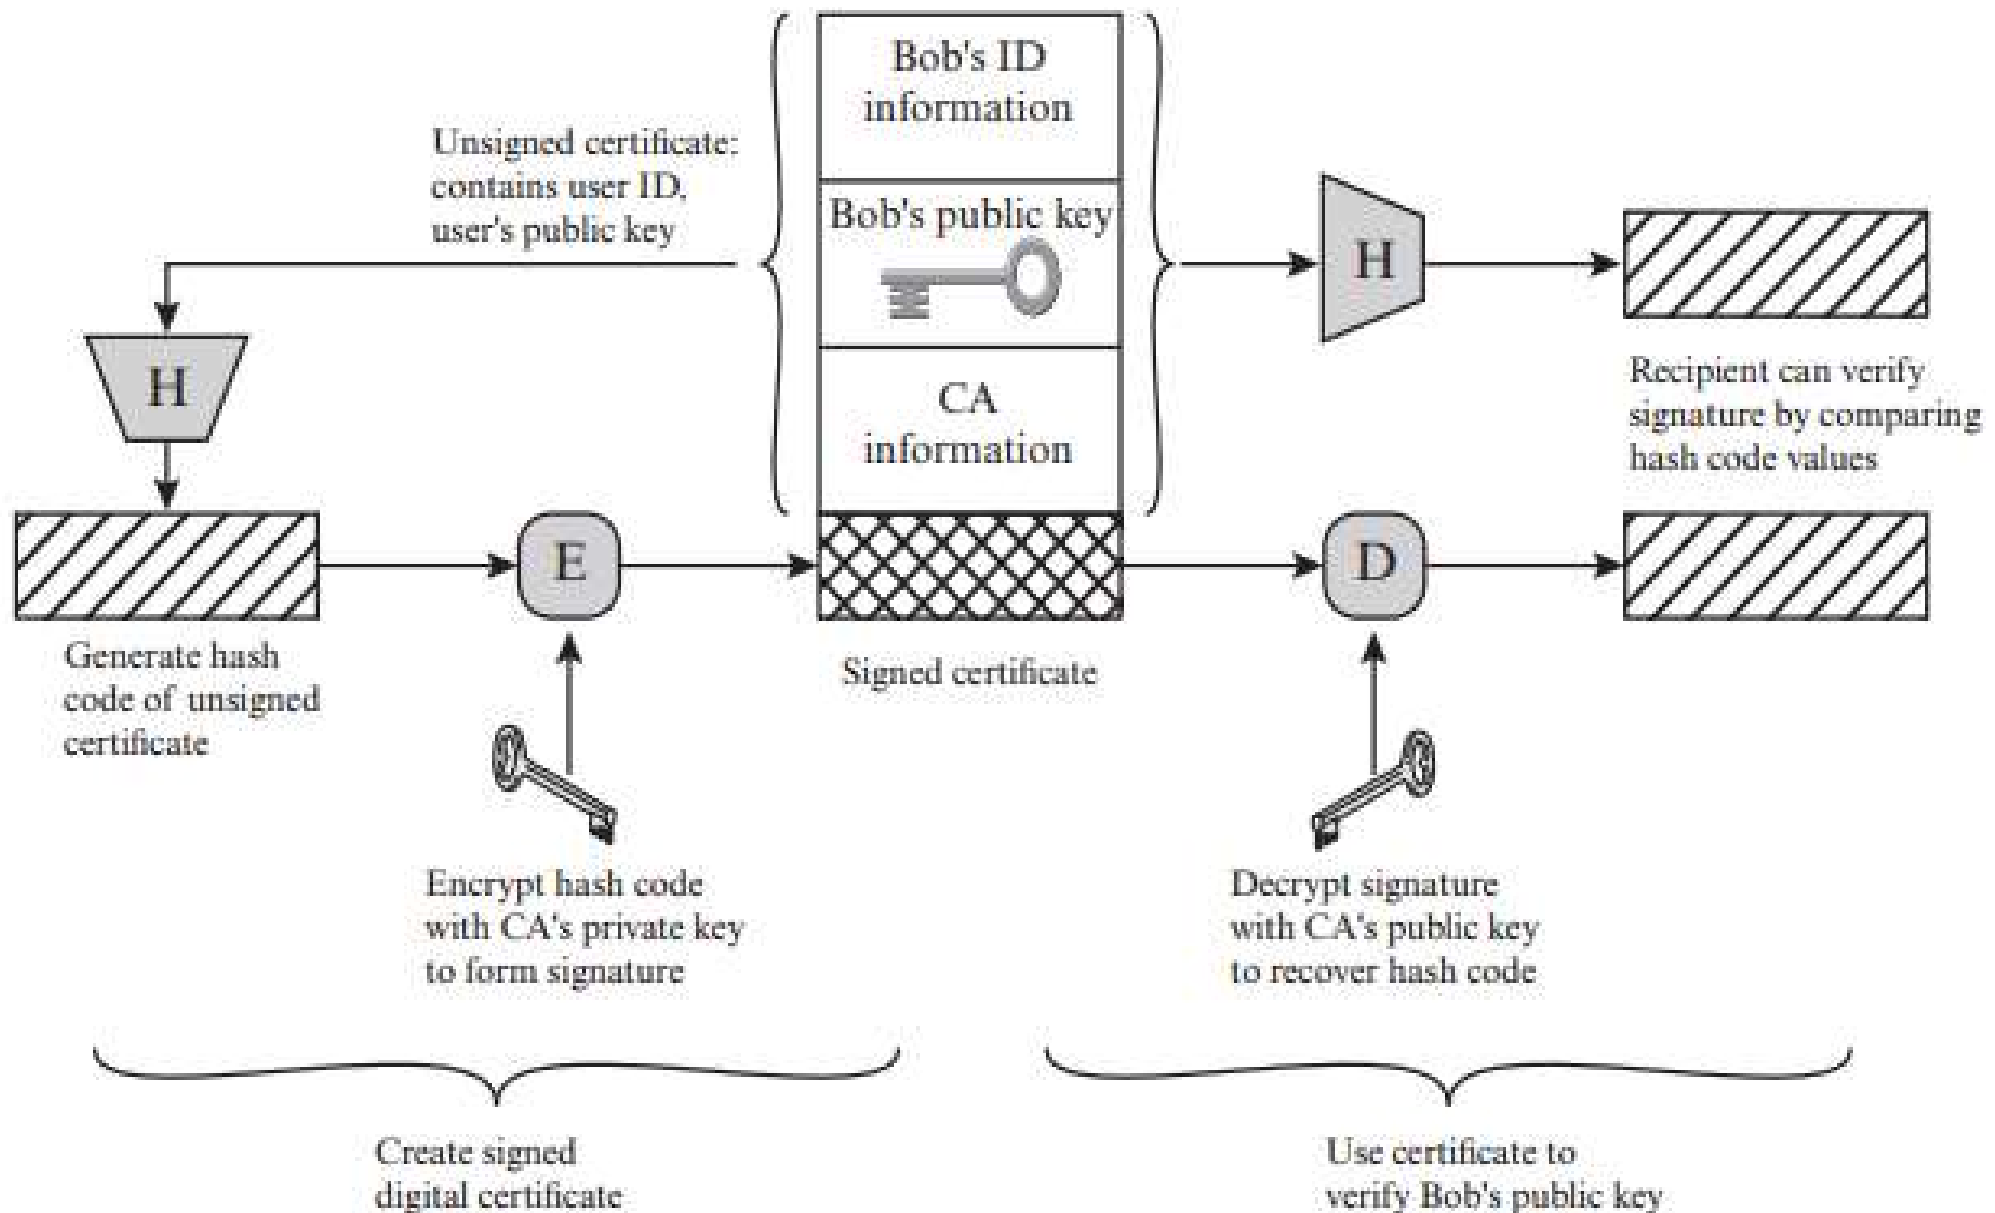 Bob's ID
information
Unsigned certificate:
contains user ID,
user's public key
Bob's public key
H
H
CA
information
Recipient can verify
signature by comparing
hash code values
E
D
Generate hash
code of unsigned
certificate
Signed certificate
Encrypt hash code
with CA's private key
to form signature
Decrypt signature
with CA's public key
to recover hash code
Create signed
digital certificate
Use certificate to
verify Bob's public key